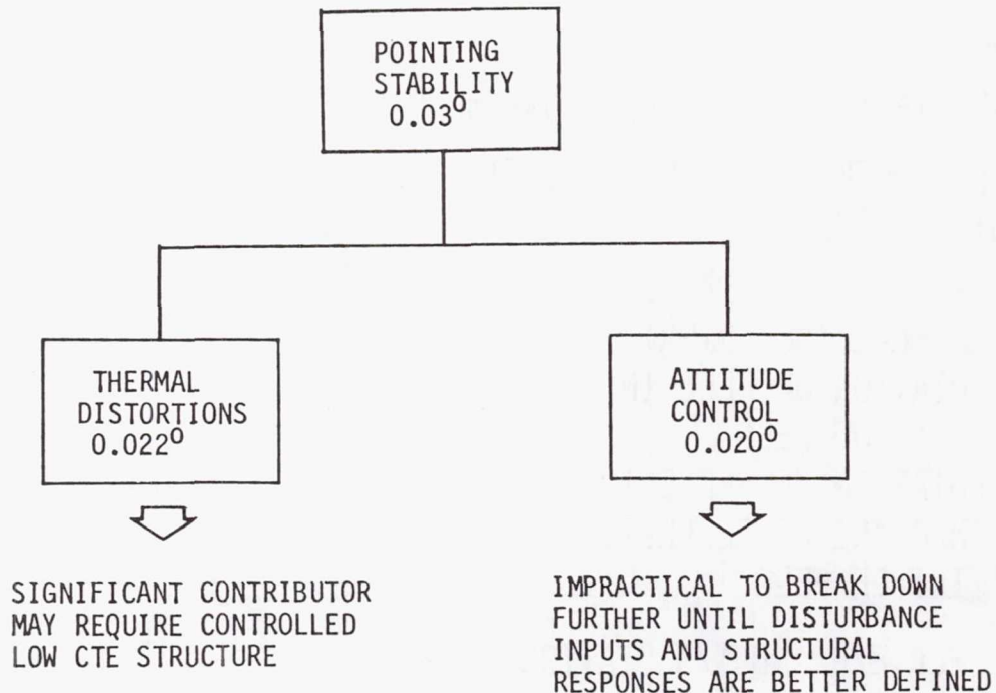 POINTING
STABILITY
0.03°
THERMAL
DISTORTIONS
0.022°
ATTITUDE
CONTROL
0.020°
SIGNIFICANT CONTRIBUTOR
MAY REQUIRE CONTROLLED
LOW CTE STRUCTURE
IMPRACTICAL TO BREAK DOWN
FURTHER UNTIL DISTURBANCE
INPUTS AND STRUCTURAL
RESPONSES ARE BETTER DEFINED